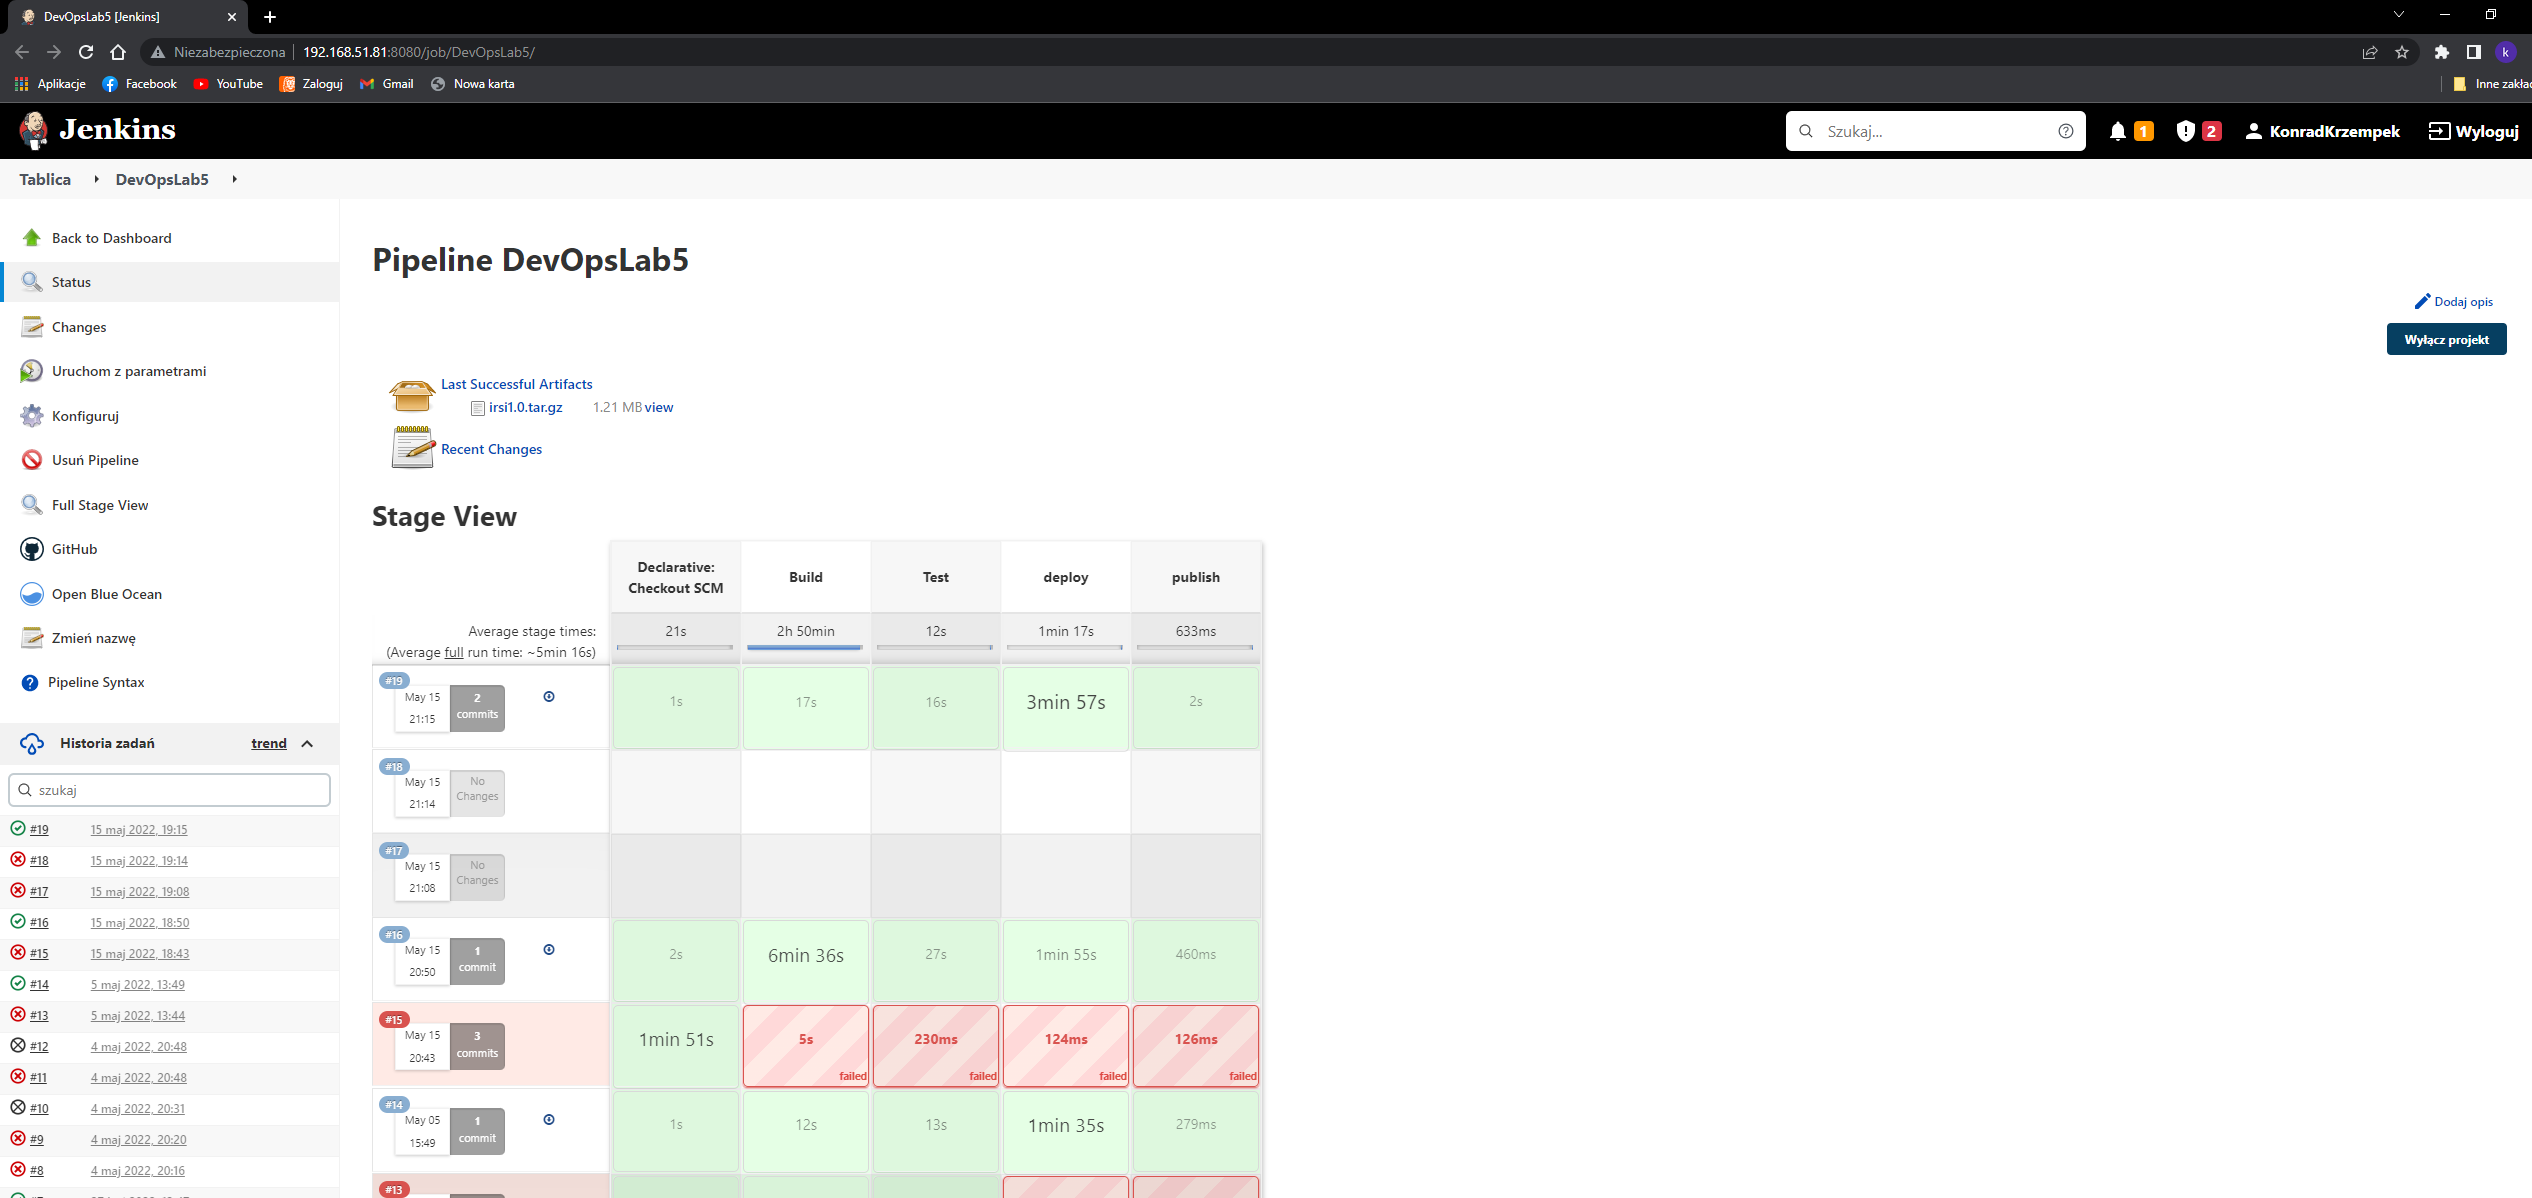 DevOpsLab5 [Jenkins]
Niezabezpieczona 192.168.51.81:8080/job/DevOpsLab5/
k
Aplikacje Facebook YouTube Zaloguj Gmail Nowa karta
Jenkins
Szukaj...
1
2
KonradKrzempek
Wyloguj
Tablica DevOpsLab5
Back to Dashboard
Status
Changes
Uruchom z parametrami
Konfiguruj
Usuń Pipeline
Full Stage View
GitHub
Open Blue Ocean
Zmień nazwę
Pipeline Syntax
Historia zadań trend
szukaj
#19 15 maj 2022, 19:15
#18 15 maj 2022, 19:14
#17 15 maj 2022, 19:08
#16 15 maj 2022, 18:50
#15 15 maj 2022, 18:43
#14 5 maj 2022, 13:49
#13 5 maj 2022, 13:44
#12 4 maj 2022, 20:48
#11 4 maj 2022, 20:48
#10 4 maj 2022, 20:31
#9 4 maj 2022, 20:20
#8 4 maj 2022, 20:16
Pipeline DevOpsLab5
Dodaj opis
Wyłącz projekt
Last Successful Artifacts
irsi1.0.tar.gz 1.21 MB view
Recent Changes
Stage View
Declarative: Checkout SCM
Build
Test
deploy
publish
Average stage times:
(Average full run time: ~5min 16s)
21s 2h 50min 12s 1min 17s 633ms
#19
May 15 21:15
2 commits
1s 17s 16s 3min 57s 2s
#18
May 15 21:14
No Changes
#17
May 15 21:08
No Changes
#16
May 15 20:50
1 commit
2s 6min 36s 27s 1min 55s 460ms
#15
May 15 20:43
3 commits
1min 51s 5s 230ms 124ms 126ms
failed failed failed failed
#14
May 05 15:49
1 commit
1s 12s 13s 1min 35s 279ms
#13